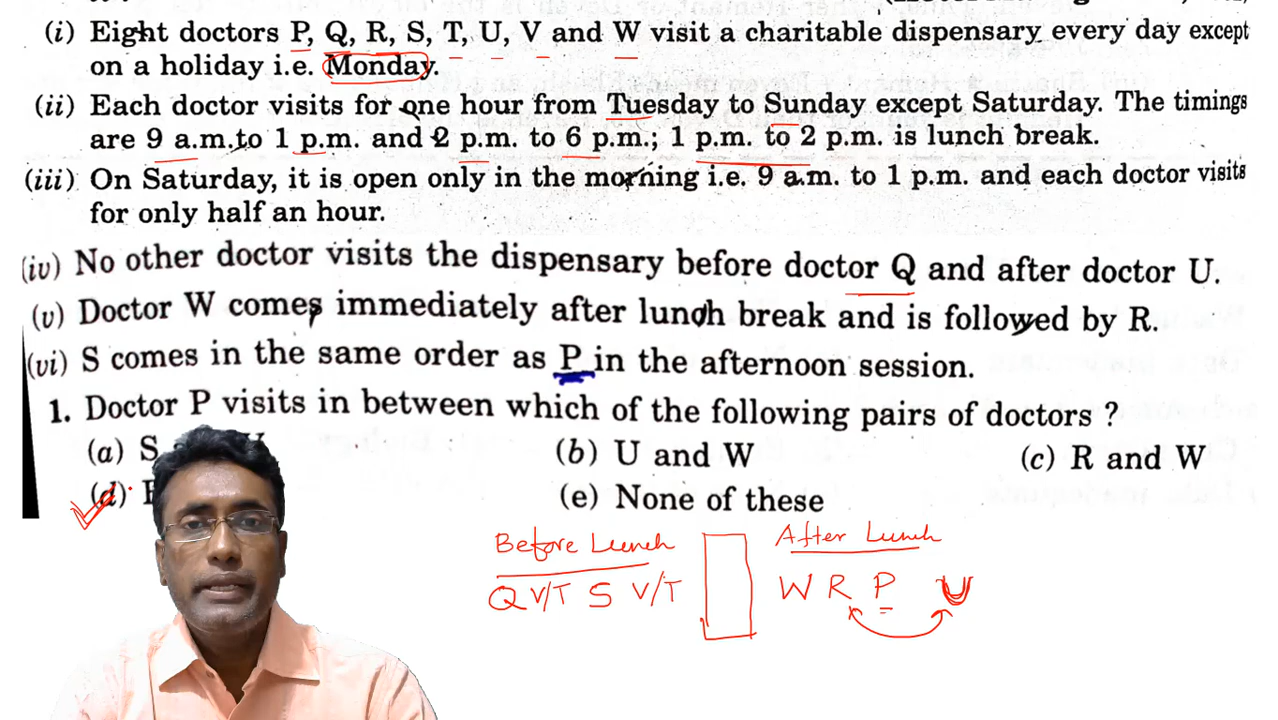 (i) Eight doctors P, Q, R, S, T, U, V and W visit a charitable dispensary every day except
on a holiday i.e. Monday.
(ii) Each doctor visits for one hour from Tuesday to Sunday except Saturday. The timings
are 9 a.m.to 1 p.m. and 2 p.m. to 6 p.m.; 1 p.m. to 2 p.m. is lunch break.
(iii) On Saturday, it is open only in the morning i.e. 9 a.m. to 1 p.m. and each doctor visits
for only half an hour.
(iv) No other doctor visits the dispensary before doctor Q and after doctor U.
(v) Doctor W comes immediately after lunch break and is followed by R.
(vi) S comes in the same order as P in the afternoon session.
1. Doctor P visits in between which of the following pairs of doctors ?
(a) S (b) U and W (c) R and W
(d) (e) None of these
Before Lunch After Lunch
Q V/T S V/T W R P U